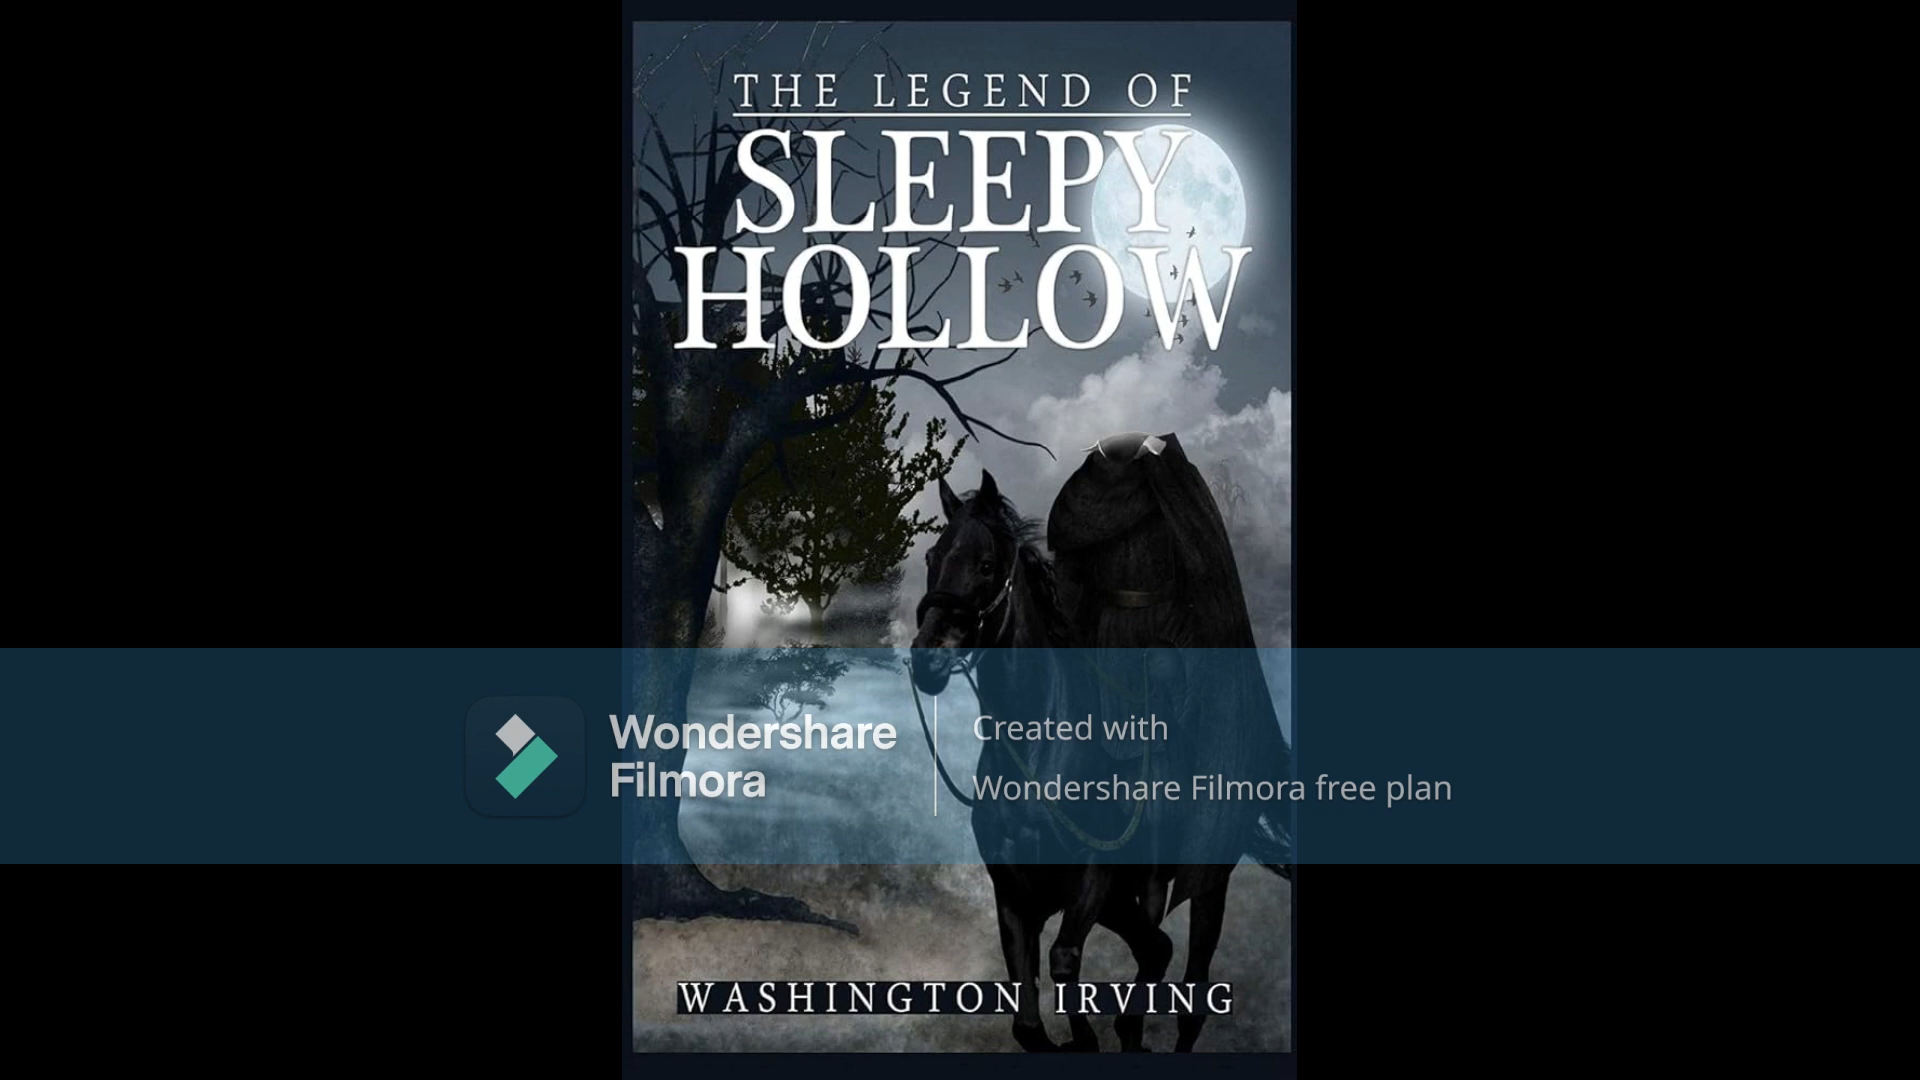 THE LEGEND OF
SLEEPY
HOLLOW
Wondershare
Filmora
Created with
Wondershare Filmora free plan
WASHINGTON IRVING